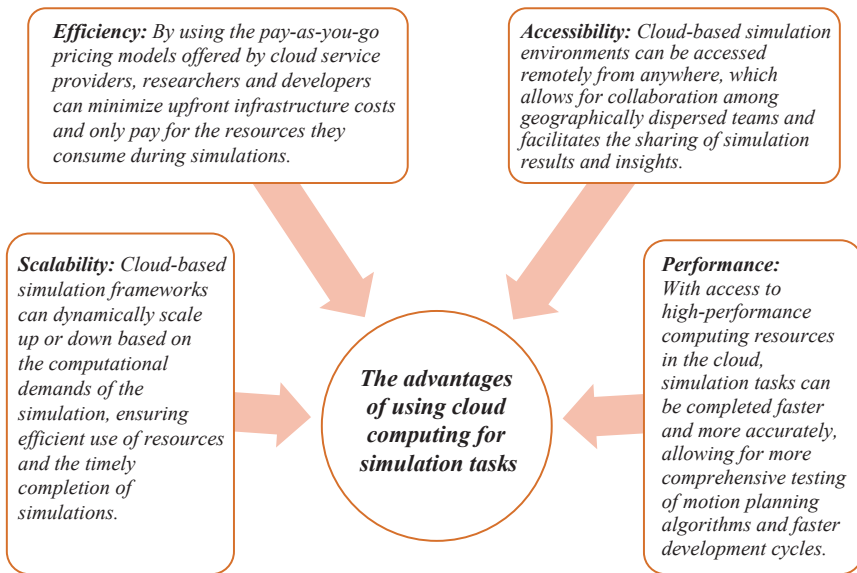 Efficiency: By using the pay-as-you-go
pricing models offered by cloud service
providers, researchers and developers
can minimize upfront infrastructure costs
and only pay for the resources they
consume during simulations.
Accessibility: Cloud-based simulation
environments can be accessed
remotely from anywhere, which
allows for collaboration among
geographically dispersed teams and
facilitates the sharing of simulation
results and insights.
Scalability: Cloud-based
simulation frameworks
can dynamically scale
up or down based on
the computational
demands of the
simulation, ensuring
efficient use of resources
and the timely
completion of
simulations.
The advantages
of using cloud
computing for
simulation tasks
Performance:
With access to
high-performance
computing resources
in the cloud,
simulation tasks can
be completed faster
and more accurately,
allowing for more
comprehensive testing
of motion planning
algorithms and faster
development cycles.